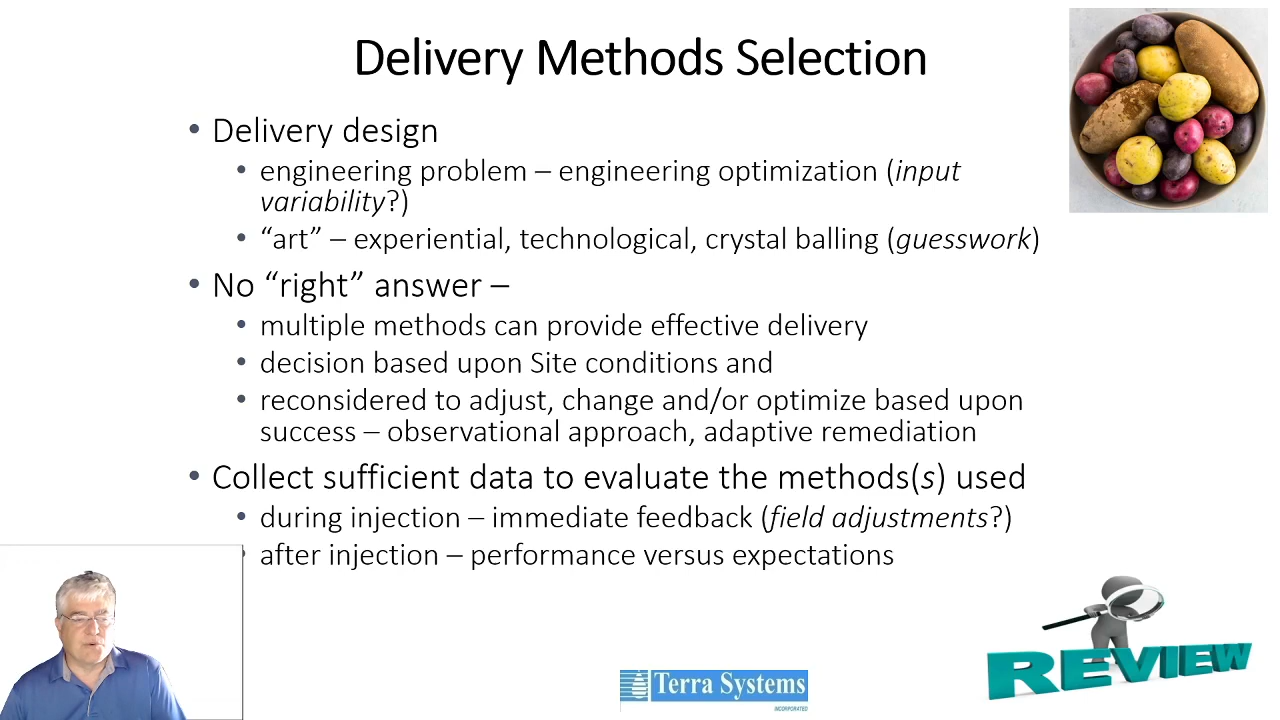 Delivery Methods Selection
• Delivery design
• engineering problem – engineering optimization (input
variability?)
• “art” – experiential, technological, crystal balling (guesswork)
• No “right” answer –
• multiple methods can provide effective delivery
• decision based upon Site conditions and
• reconsidered to adjust, change and/or optimize based upon
success – observational approach, adaptive remediation
• Collect sufficient data to evaluate the methods(s) used
• during injection – immediate feedback (field adjustments?)
• after injection – performance versus expectations
REVIEW
Terra Systems
INCORPORATED